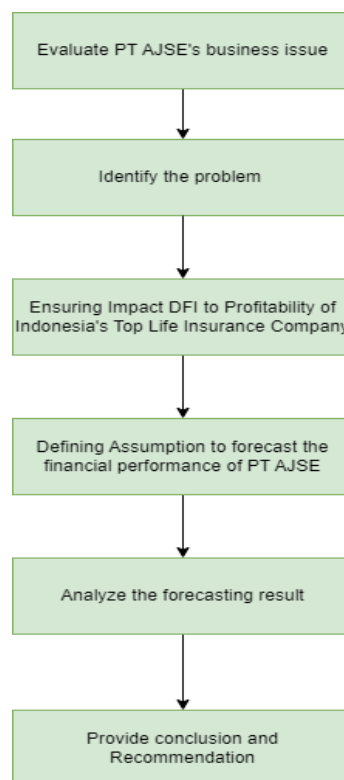 Evaluate PT AJSE's business issue
Identify the problem
Ensuring Impact DFI to Profitability of
Indonesia's Top Life Insurance Company
Defining Assumption to forecast the
financial performance of PT AJSE
Analyze the forecasting result
Provide conclusion and
Recommendation